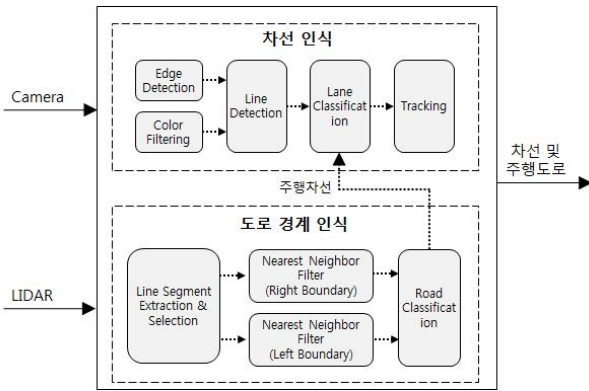 차선 인식
Edge
Detection
Color
Filtering
Line
Detection
Lane
Classificat
ion
Tracking
Camera
차선 및
주행도로
주행차선
도로 경계 인식
LIDAR
Line Segment
Extraction &
Selection
Nearest Neighbor
Filter
(Right Boundary)
Nearest Neighbor
Filter
(Left Boundary)
Road
Classificat
ion